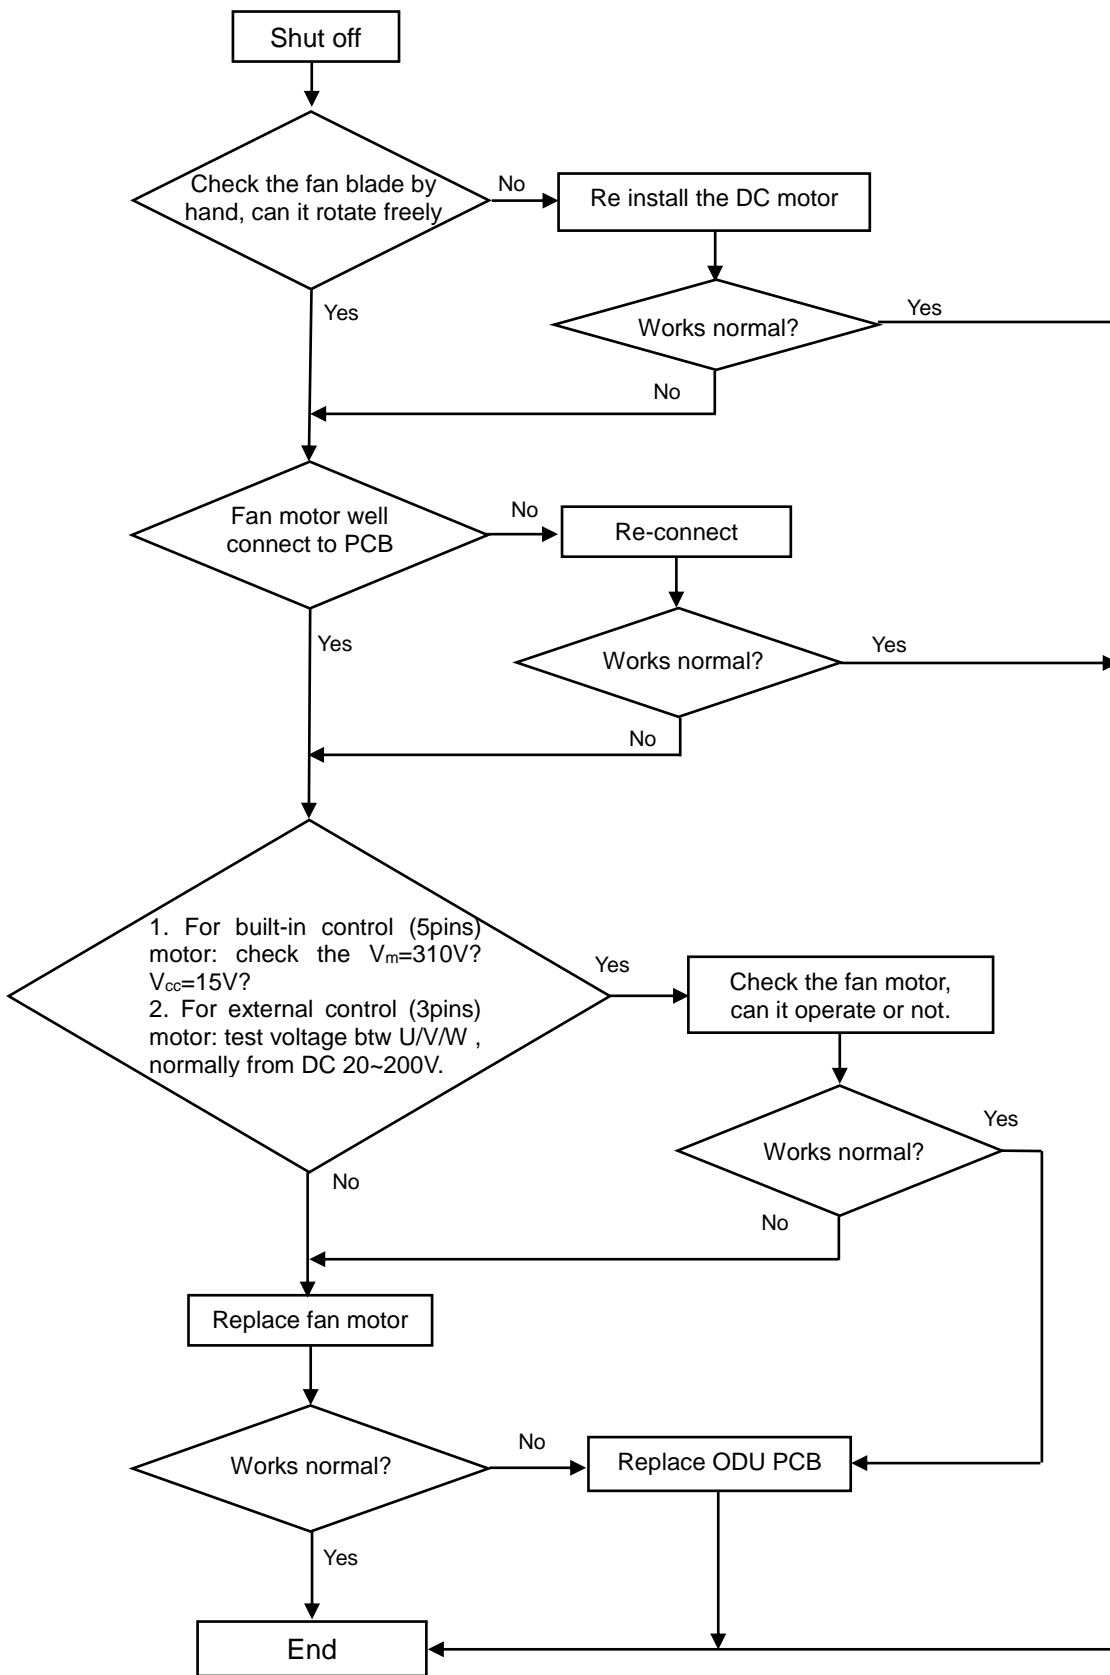 Shut off
Check the fan blade by
hand, can it rotate freely
No
Re install the DC motor
Yes
Works normal?
Yes
No
Fan motor well
connect to PCB
No
Re-connect
Yes
Works normal?
Yes
No
1. For built-in control (5pins)
motor: check the Vm=310V?
Vcc=15V?
2. For external control (3pins)
motor: test voltage btw U/V/W ,
normally from DC 20~200V.
Yes
Check the fan motor,
can it operate or not.
No
Works normal?
Yes
No
Replace fan motor
Works normal?
No
Replace ODU PCB
Yes
End